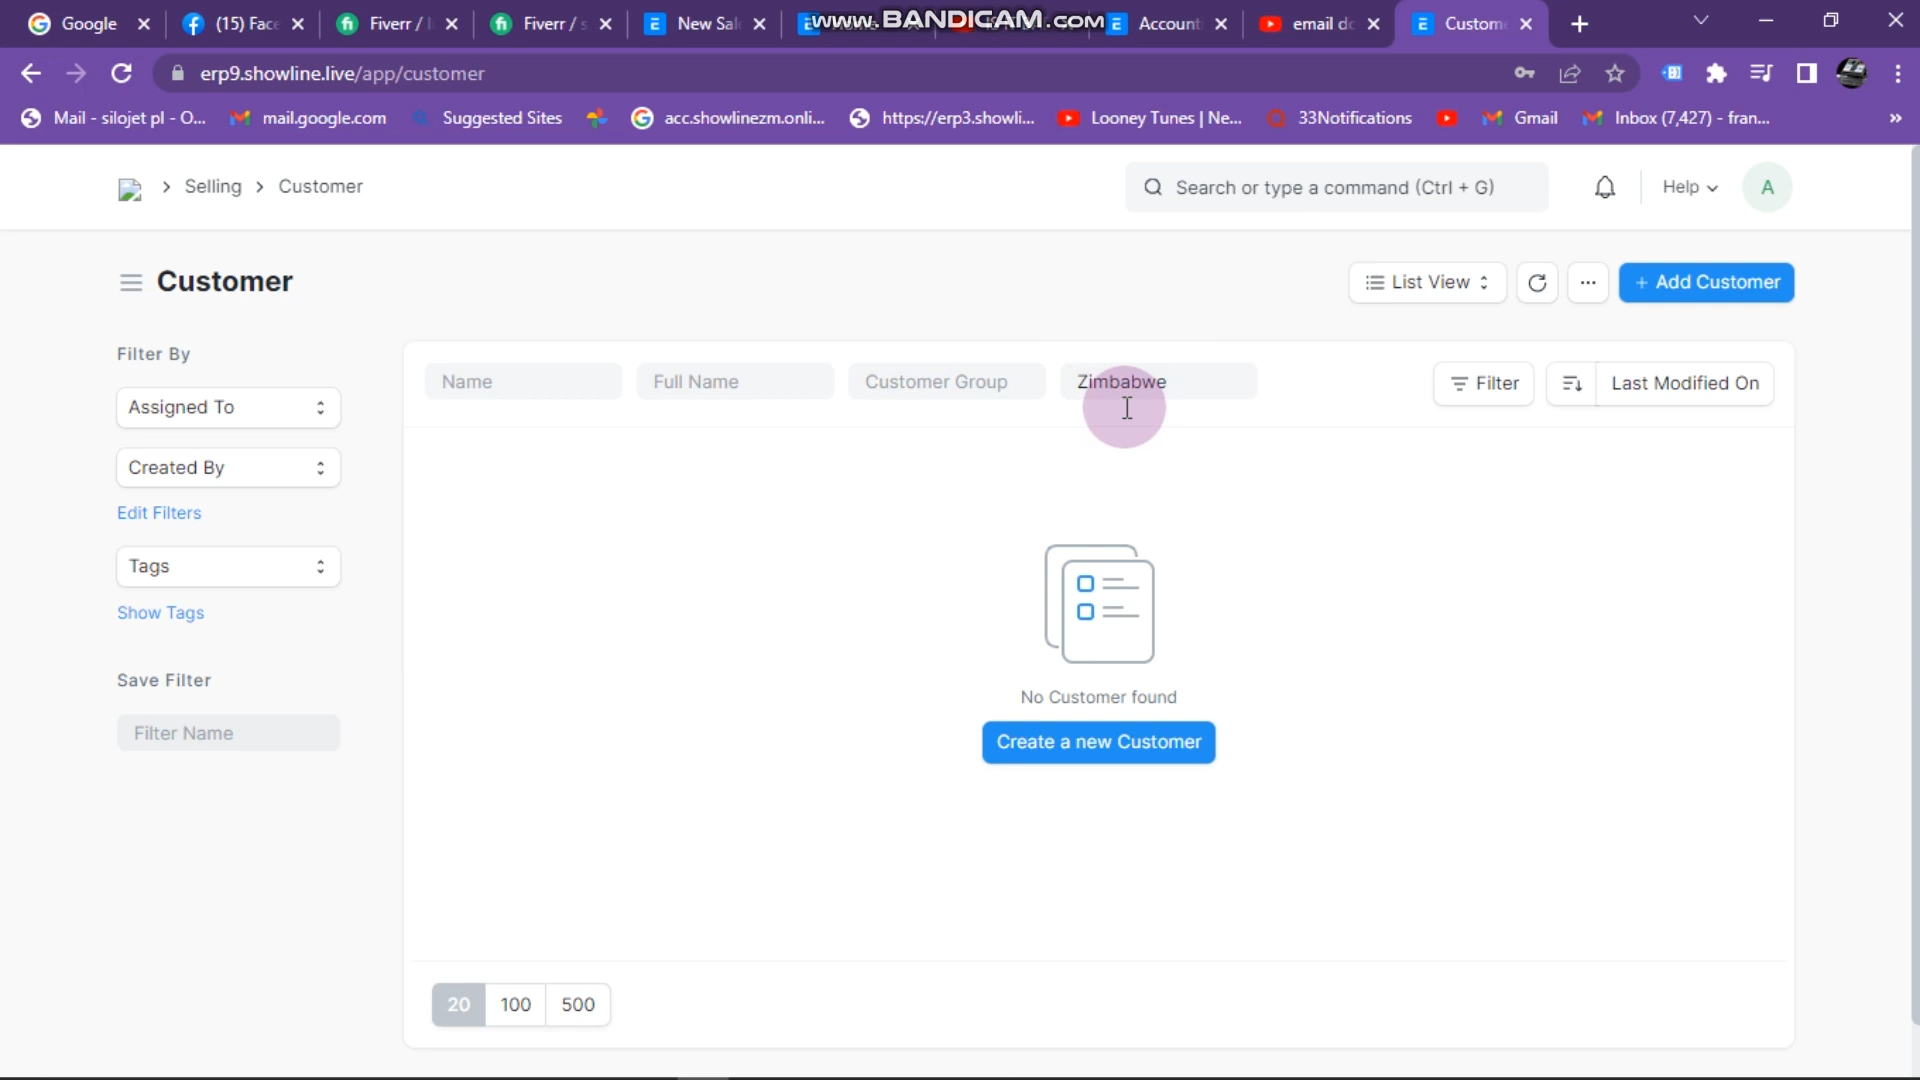 Google
(15) Fac
Fiverr / l
Fiverr / s
New Sal
www.BANDICAM.com
Account
email do
Custom
erp9.showline.live/app/customer
Mail - silojet pl - O...
mail.google.com
Suggested Sites
acc.showlinezm.onli...
https://erp3.showli...
Looney Tunes | Ne...
33Notifications
Gmail
Inbox (7,427) - fran...
»
Selling
Customer
Search or type a command (Ctrl + G)
Help
A
Customer
List View
+ Add Customer
Filter By
Assigned To
Created By
Edit Filters
Tags
Show Tags
Save Filter
Filter Name
Name
Full Name
Customer Group
Zimbabwe
Filter
Last Modified On
No Customer found
Create a new Customer
20
100
500